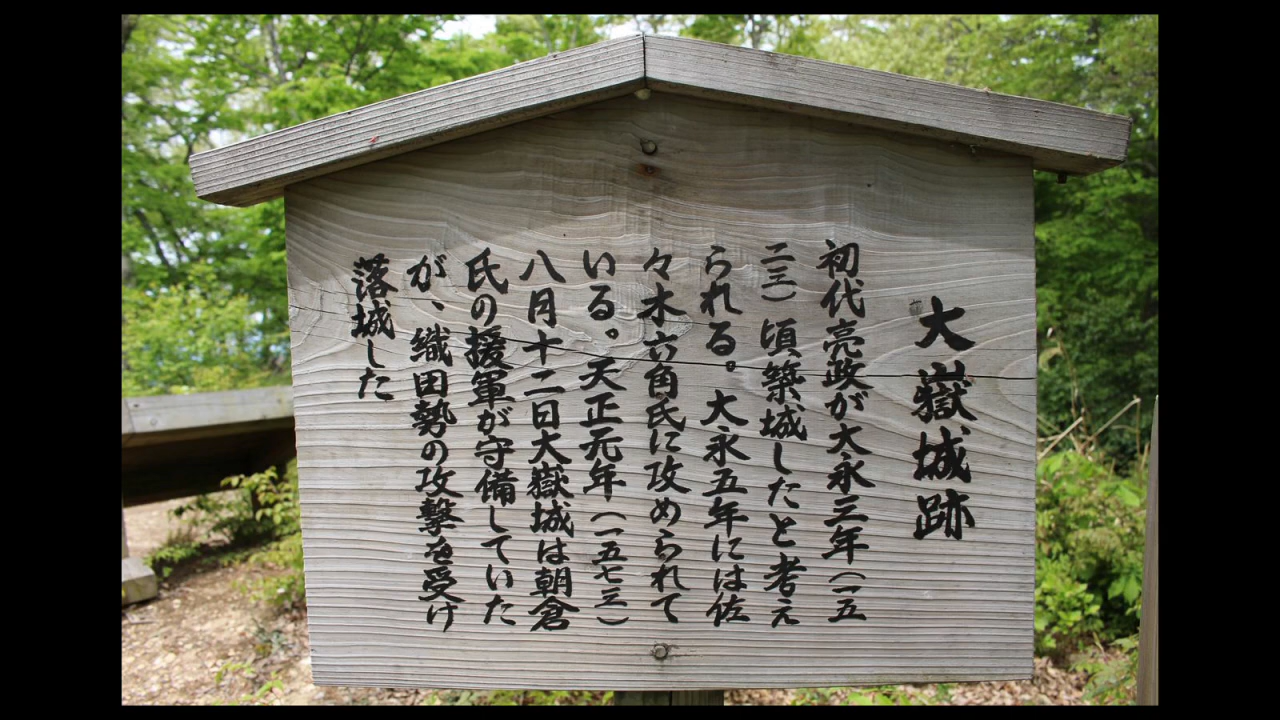 大嶽城跡
初代亮政が大永三年（一五
二三）頃築城したと考え
られる。大永五年には佐
々木六角氏に攻められて
いる。天正元年（一五七三）
八月十二日大嶽城は朝倉
氏の援軍が守備していた
が、織田勢の攻撃を受け
落城した